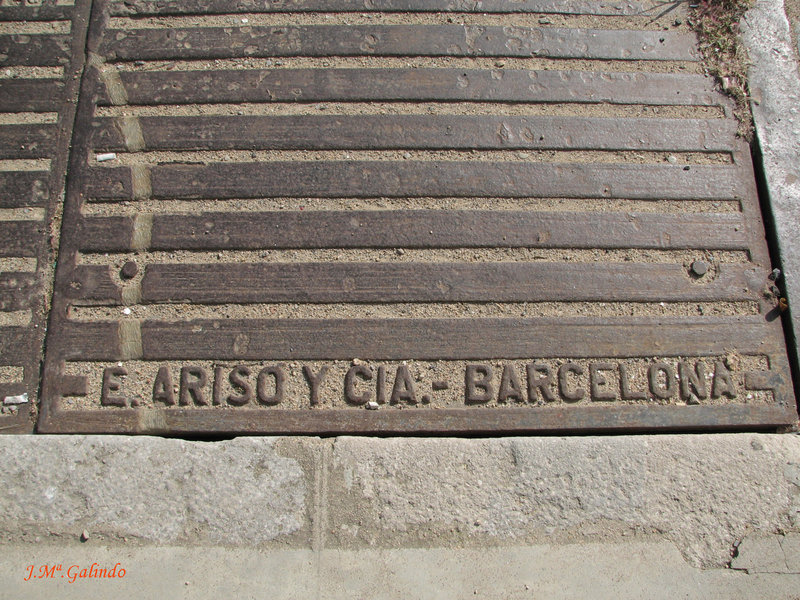 E. ARISO Y CIA. - BARCELONA
J.Mª.Galindo